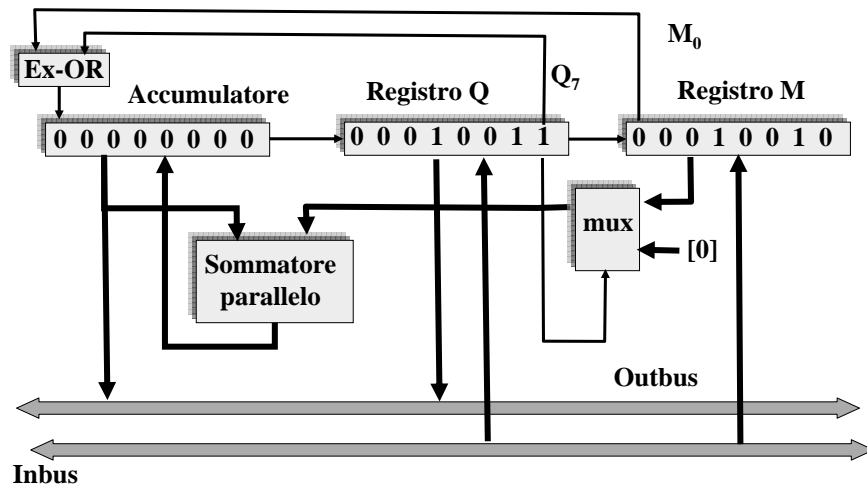 M0
Ex-OR
Q7
Accumulatore
Registro Q
Registro M
0 0 0 0 0 0 0 0
0 0 0 1 0 0 1 1
0 0 0 1 0 0 1 0
mux
[0]
Sommatore
parallelo
Outbus
Inbus